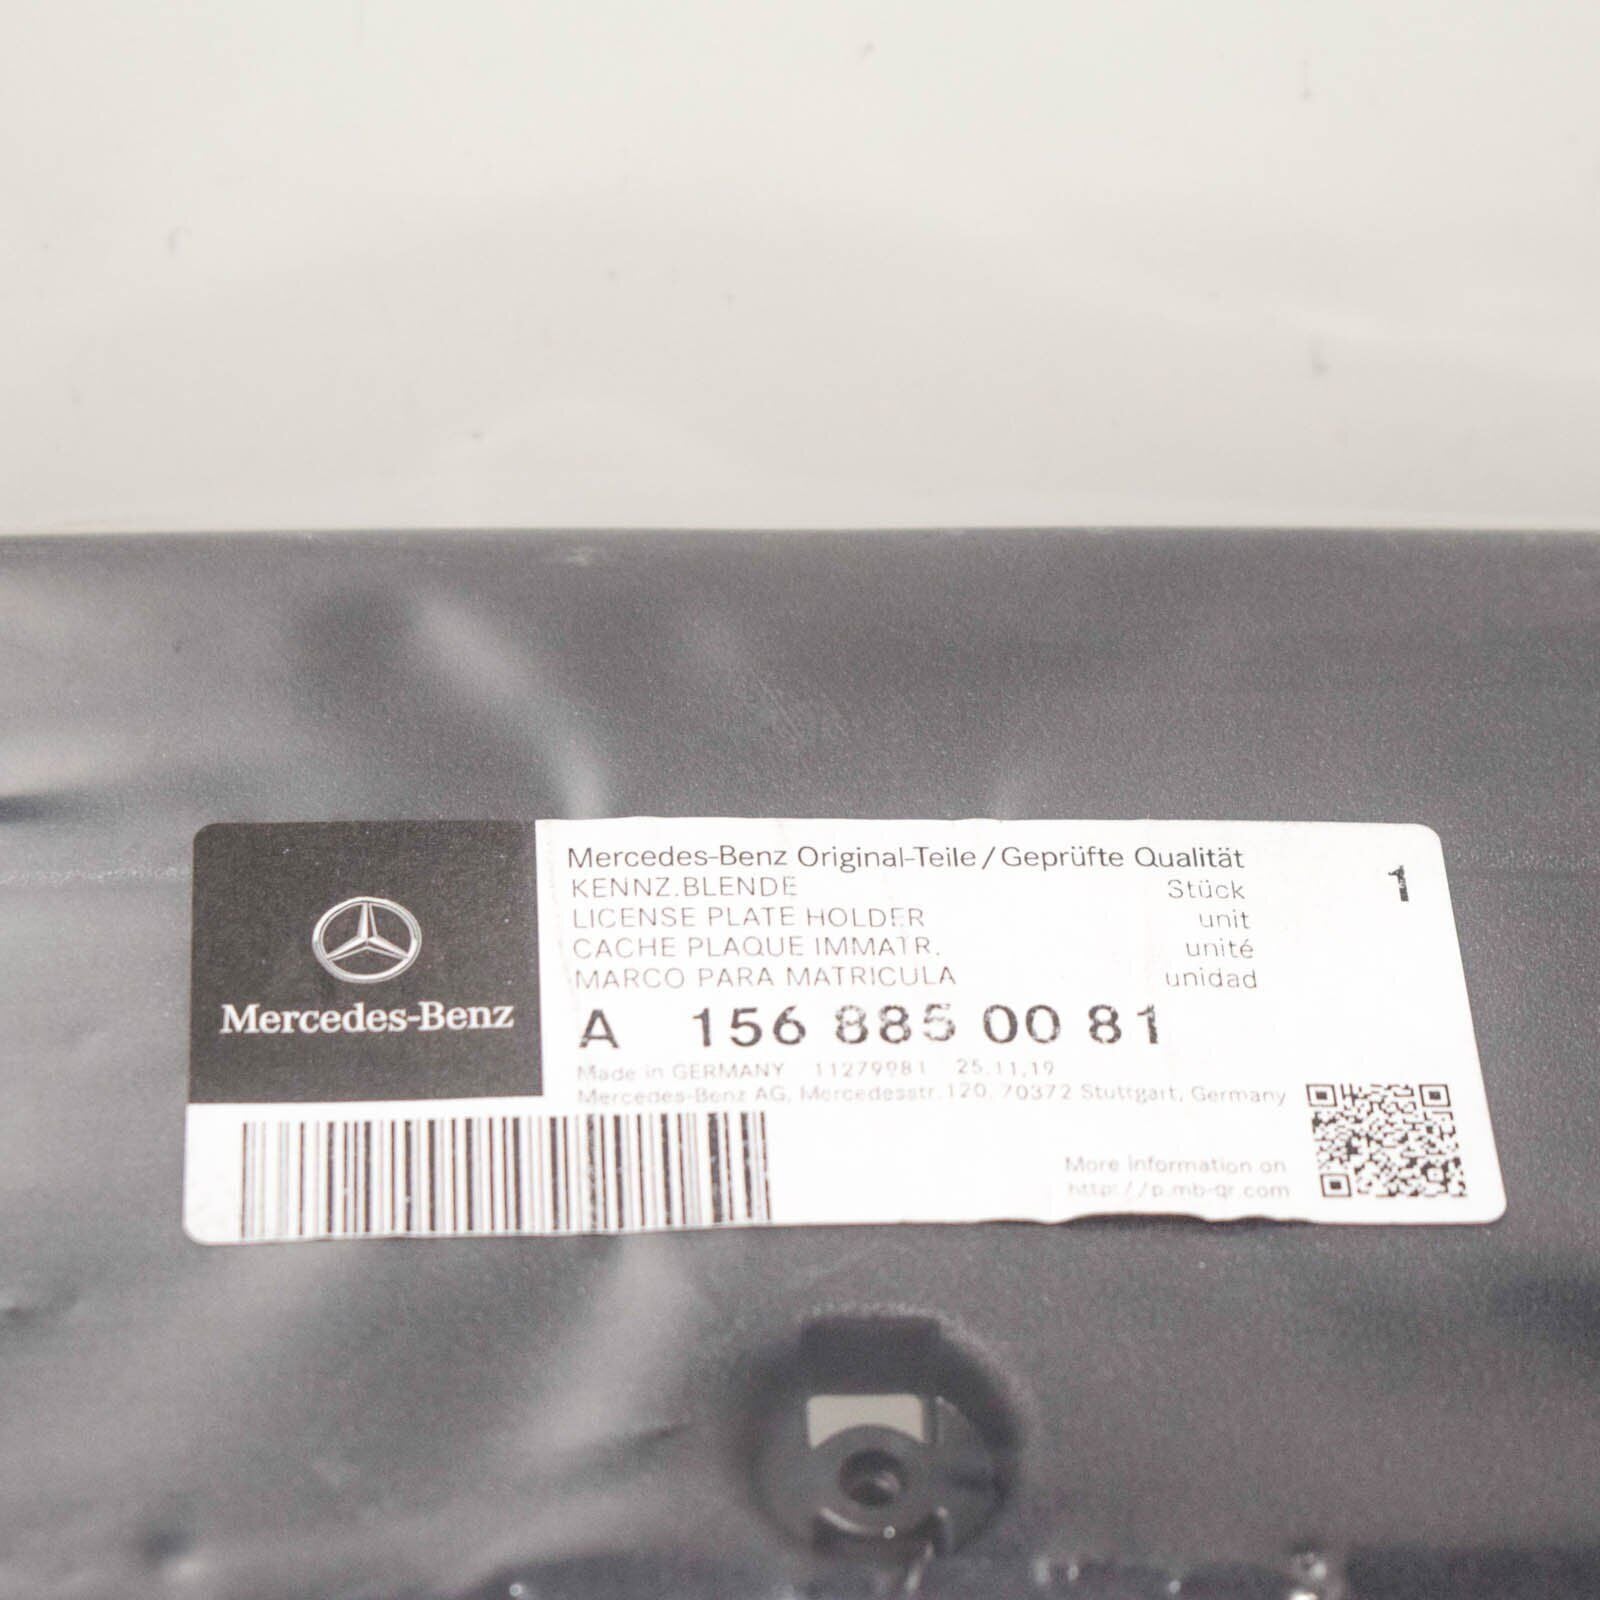 Mercedes-Benz
Mercedes-Benz Original-Teile/Geprüfte Qualität
KENNZ.BLENDE Stück 1
LICENSE PLATE HOLDER unit
CACHE PLAQUE IMMATR. unité
MARCO PARA MATRICULA unidad
A 156 885 00 81
Made in GERMANY 11279981 25.11.19
Mercedes-Benz AG, Mercedesstr.120, 70372 Stuttgart, Germany
More information on
http://p.mb-qr.com